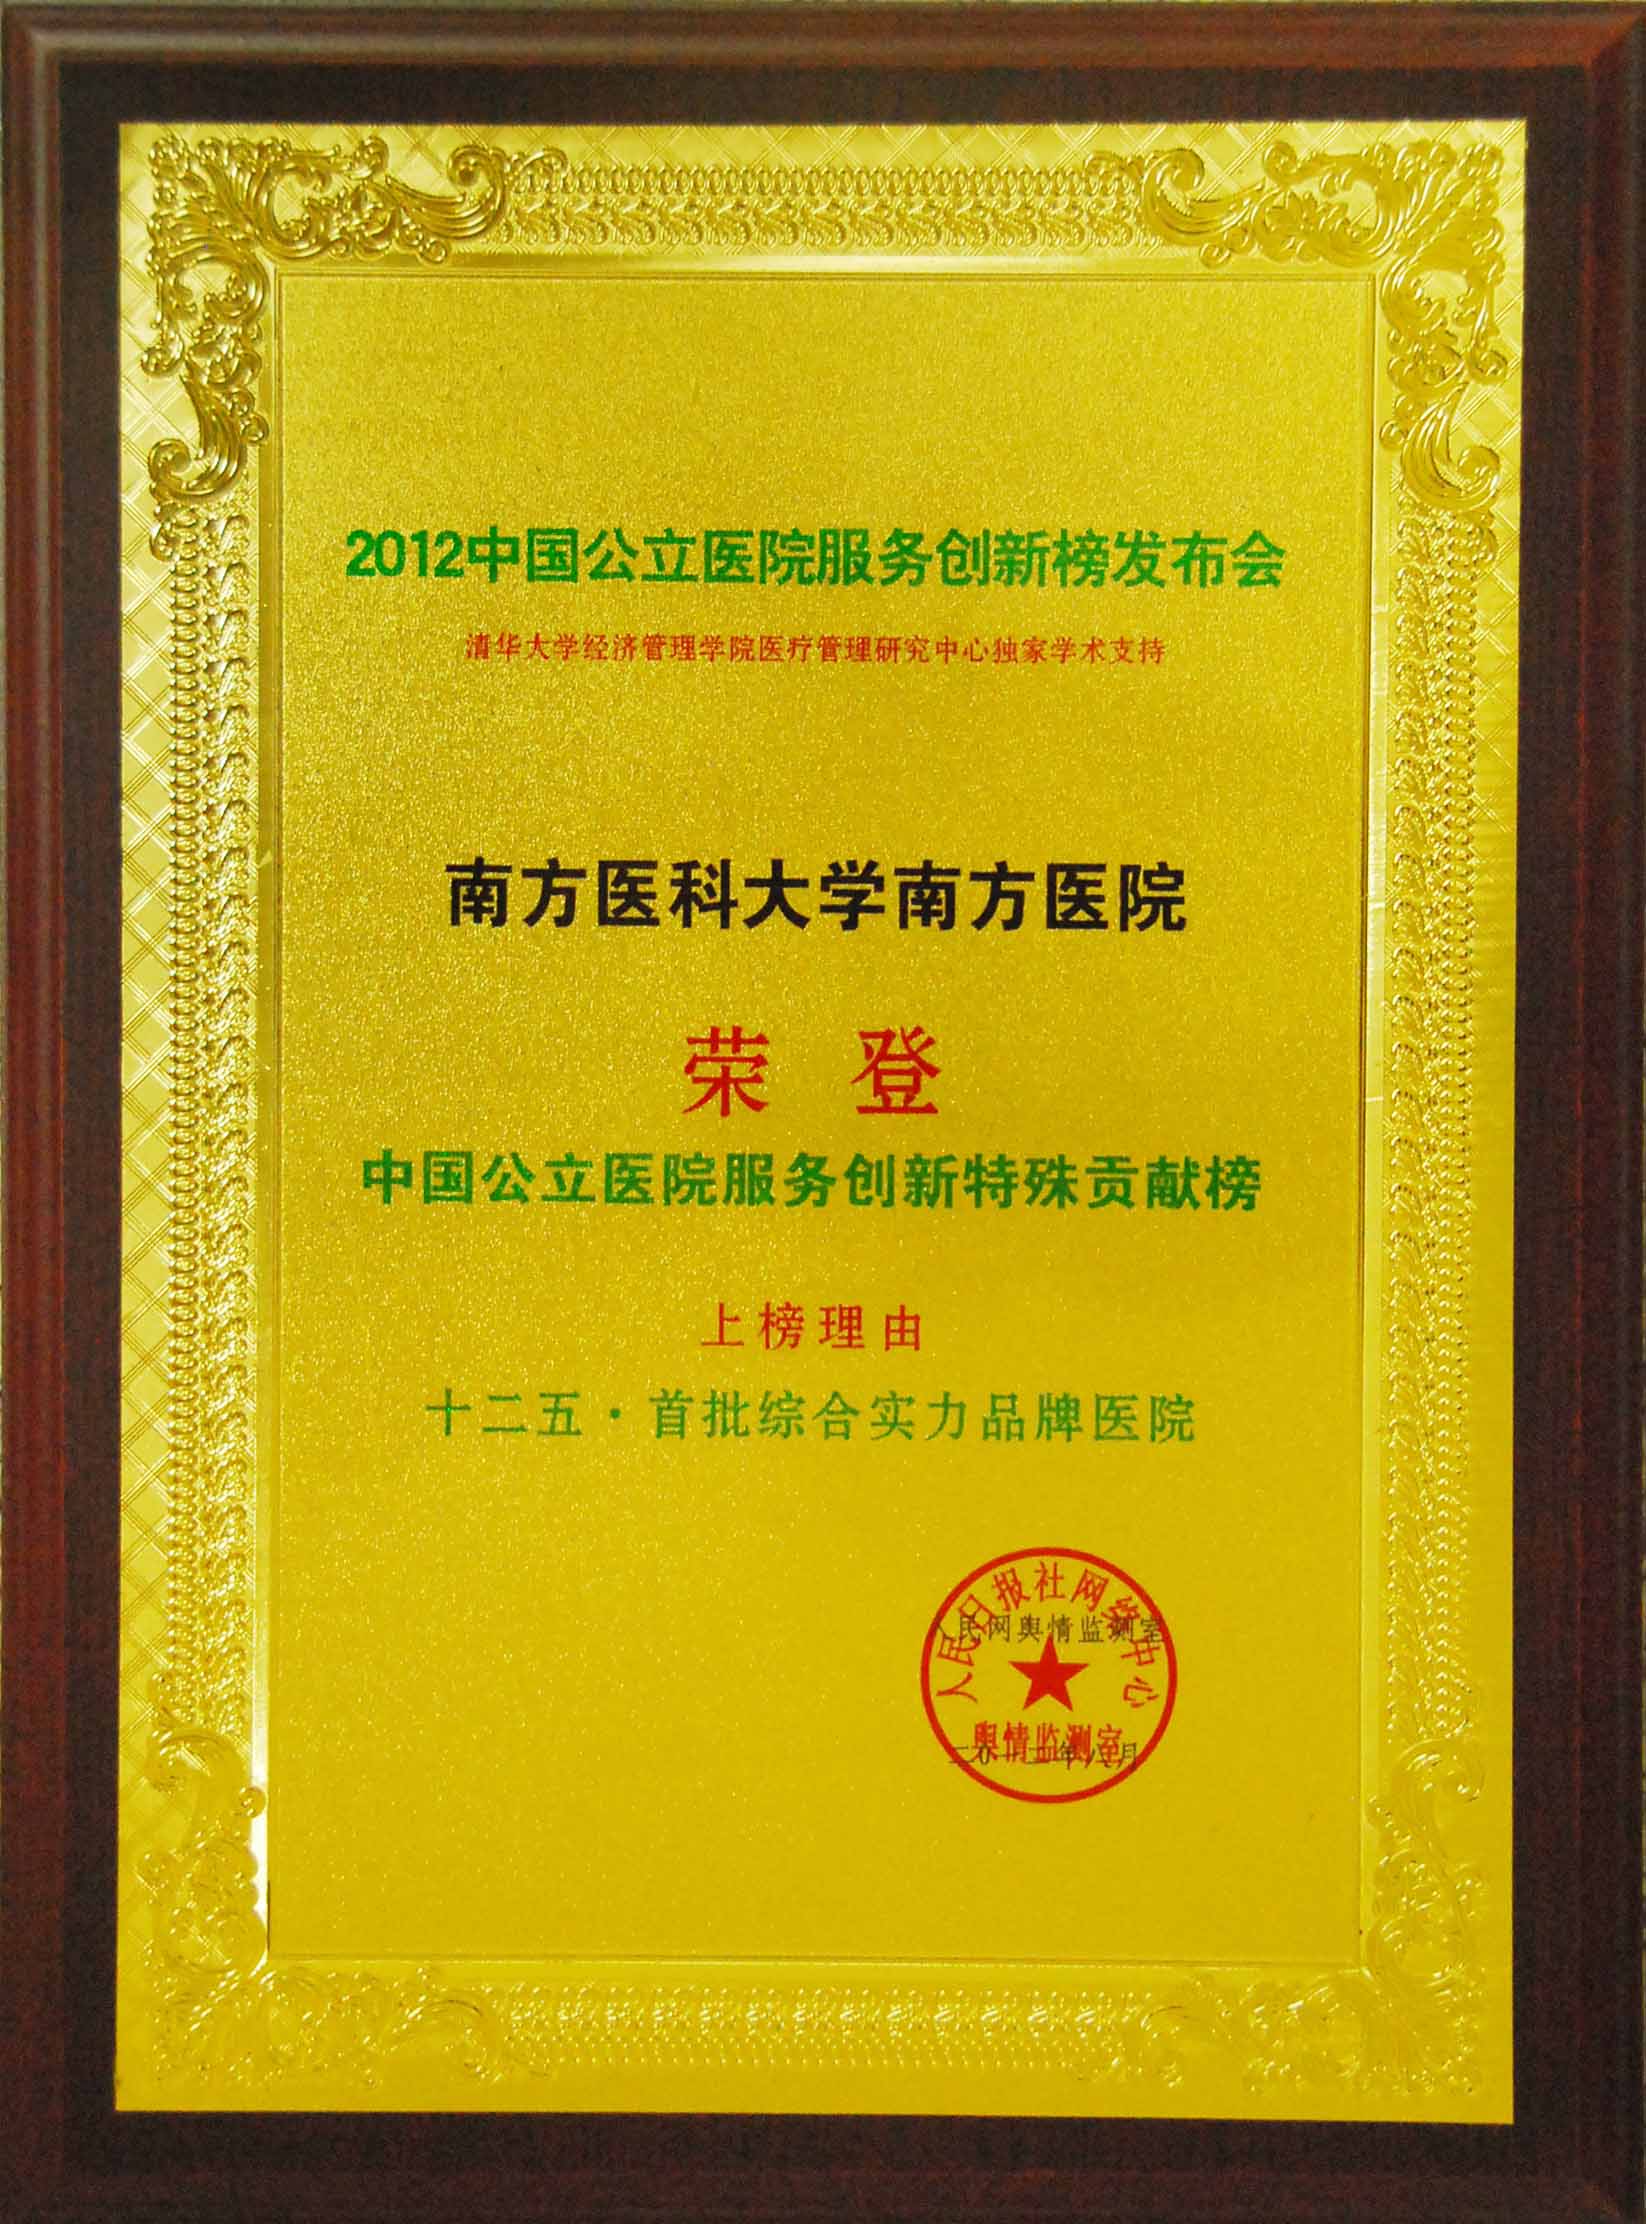 2012中国公立医院服务创新榜发布会
清华大学经济管理学院医疗管理研究中心独家学术支持
南方医科大学南方医院
荣登
中国公立医院服务创新特殊贡献榜
上榜理由
十二五·首批综合实力品牌医院
人民日报社网络中心
人民网舆情监测室
舆情监测室
二〇一二年八月